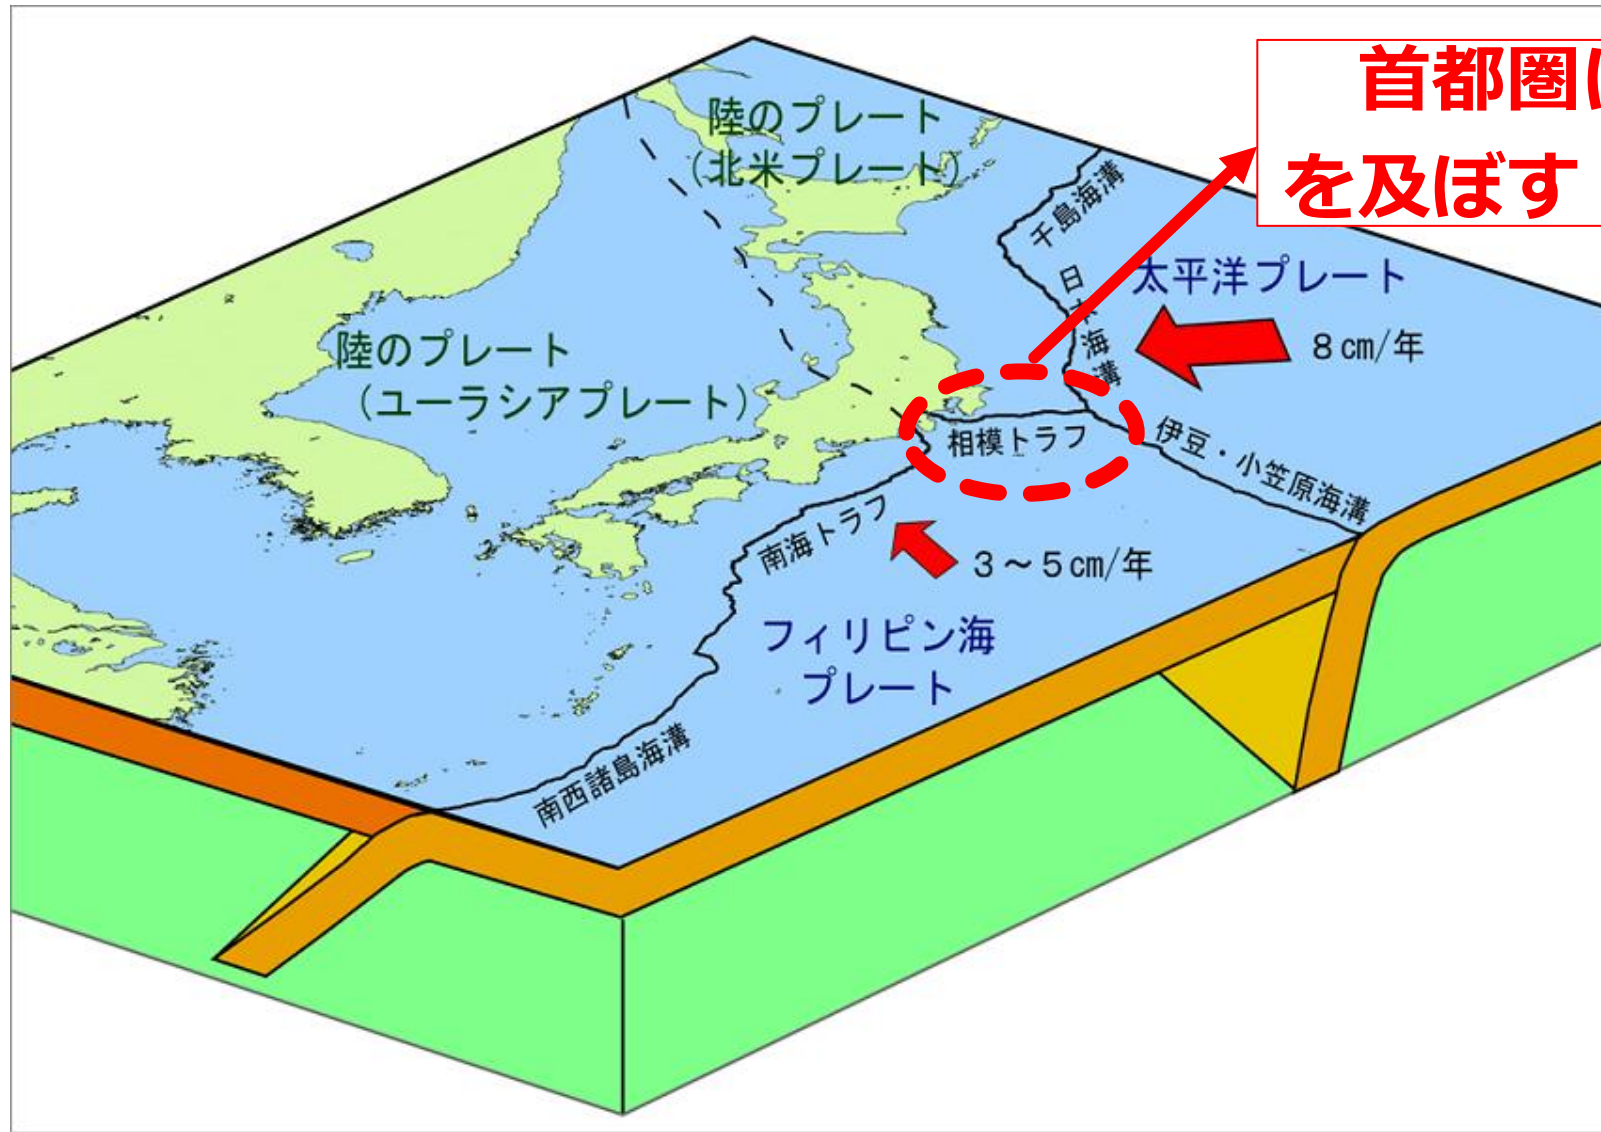 首都圏に
を及ぼす
陸のプレート
(北米プレート)
千島海溝
日本海溝
太平洋プレート
8cm/年
陸のプレート
(ユーラシアプレート)
相模トラフ
伊豆・小笠原海溝
南海トラフ
3～5cm/年
フィリピン海
プレート
南西諸島海溝